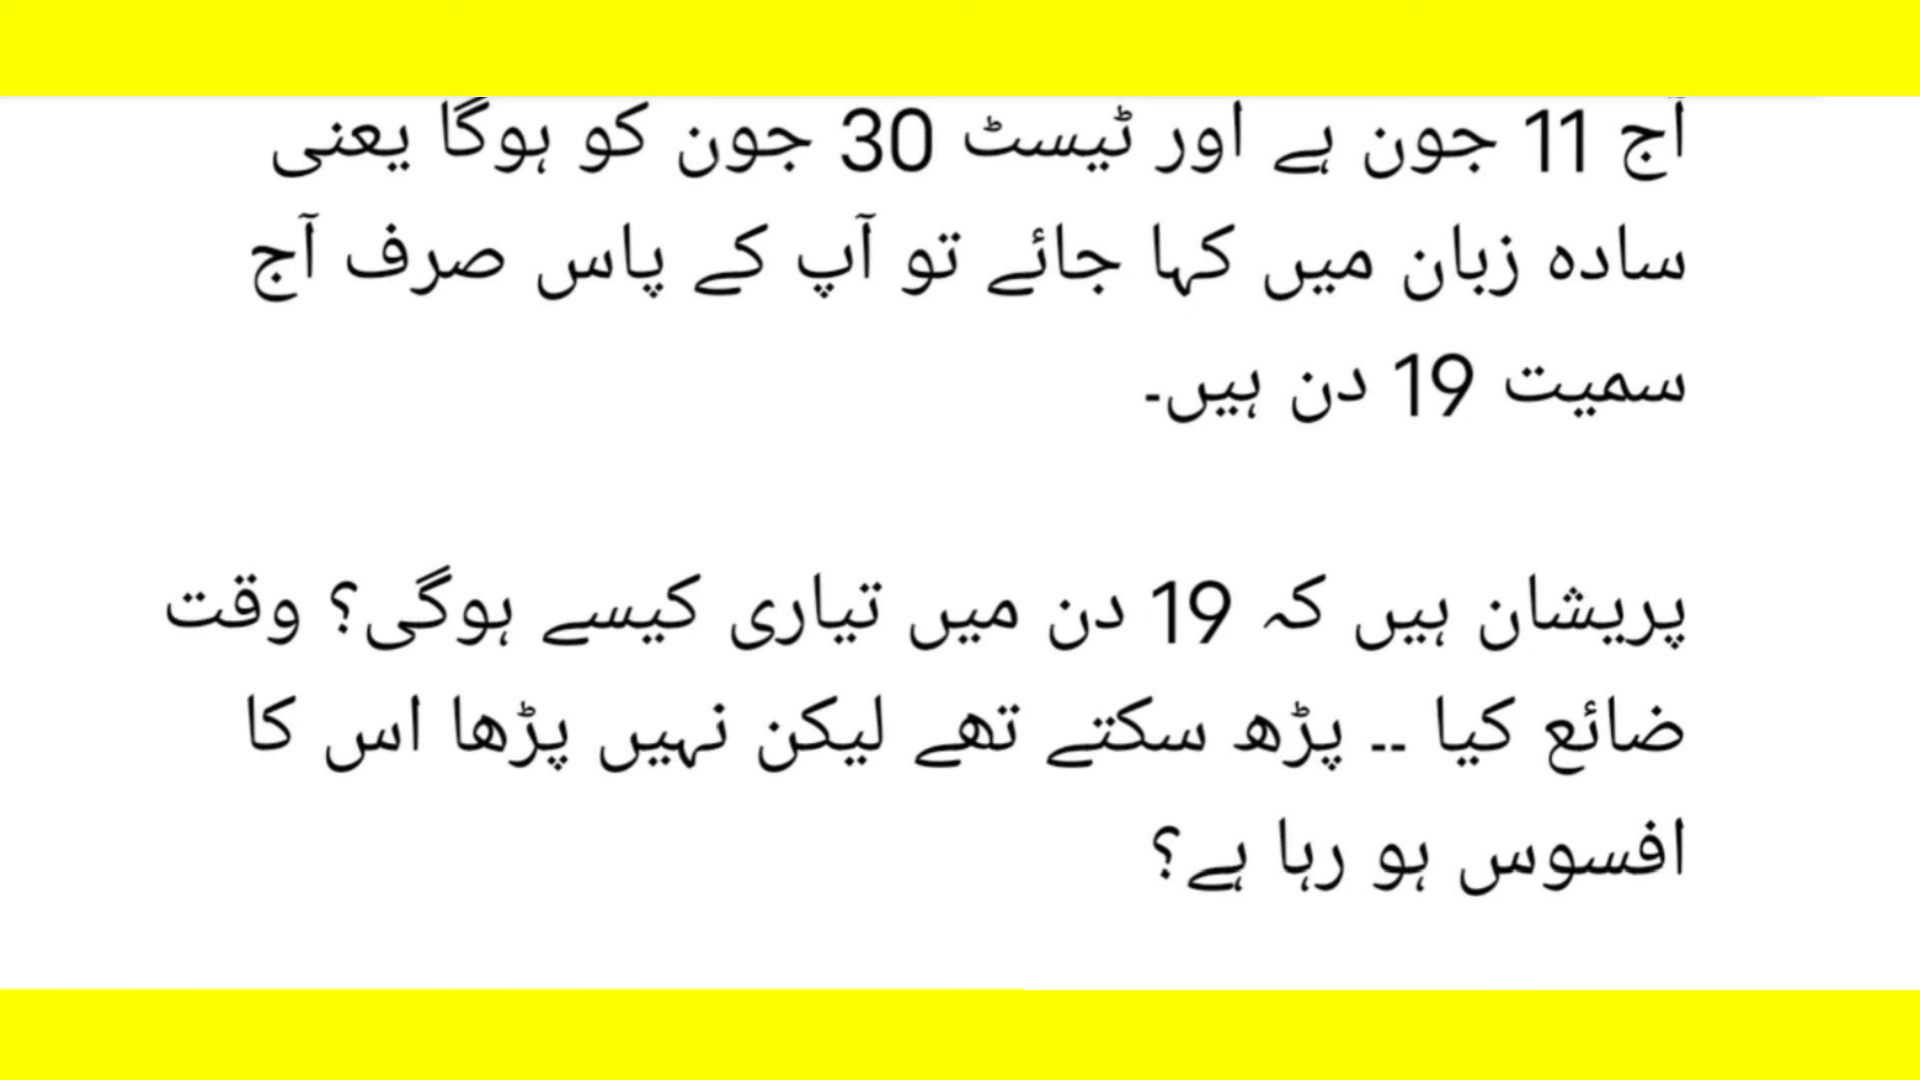 آج 11 جون ہے اور ٹیسٹ 30 جون کو ہوگا یعنی
سادہ زبان میں کہا جائے تو آپ کے پاس صرف آج
سمیت 19 دن ہیں۔
پریشان ہیں کہ 19 دن میں تیاری کیسے ہوگی؟ وقت
ضائع کیا -- پڑھ سکتے تھے لیکن نہیں پڑھا اس کا
افسوس ہو رہا ہے؟